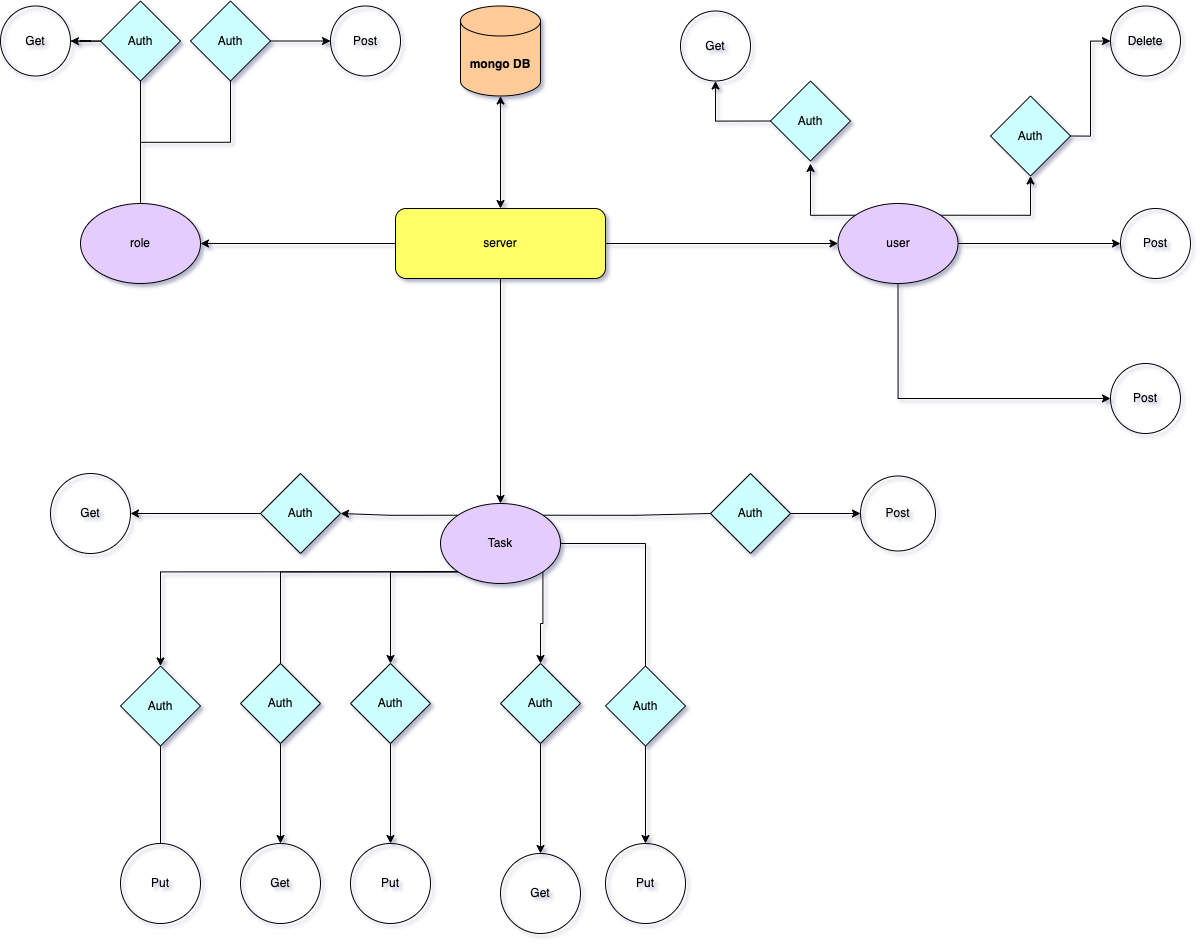 Get
Auth
Auth
Post
mongo DB
Get
Delete
Auth
Auth
role
server
user
Post
Post
Get
Auth
Task
Auth
Post
Auth
Auth
Auth
Auth
Auth
Put
Get
Put
Get
Put